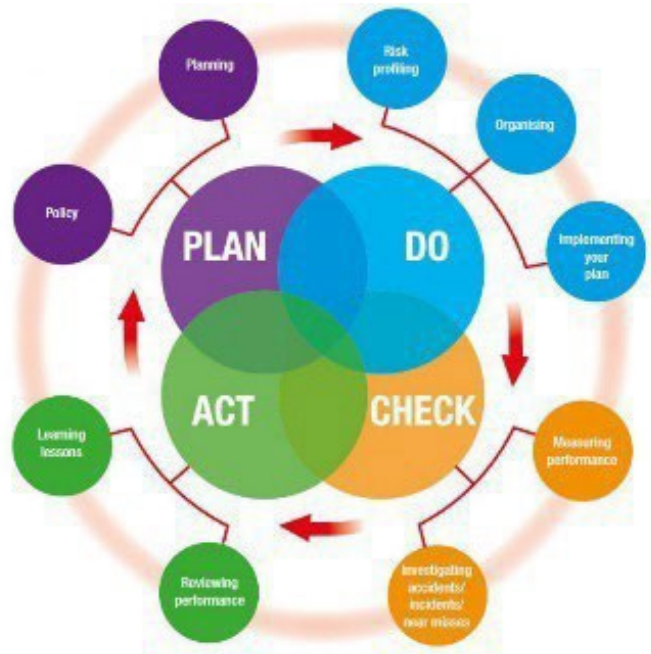 Planning
Risk
profiling
Organising
Policy
PLAN
DO
Implementing
your
plan
ACT
CHECK
Learning
lessons
Measuring
performance
Reviewing
performance
Investigating
accidents/
incidents/
near misses